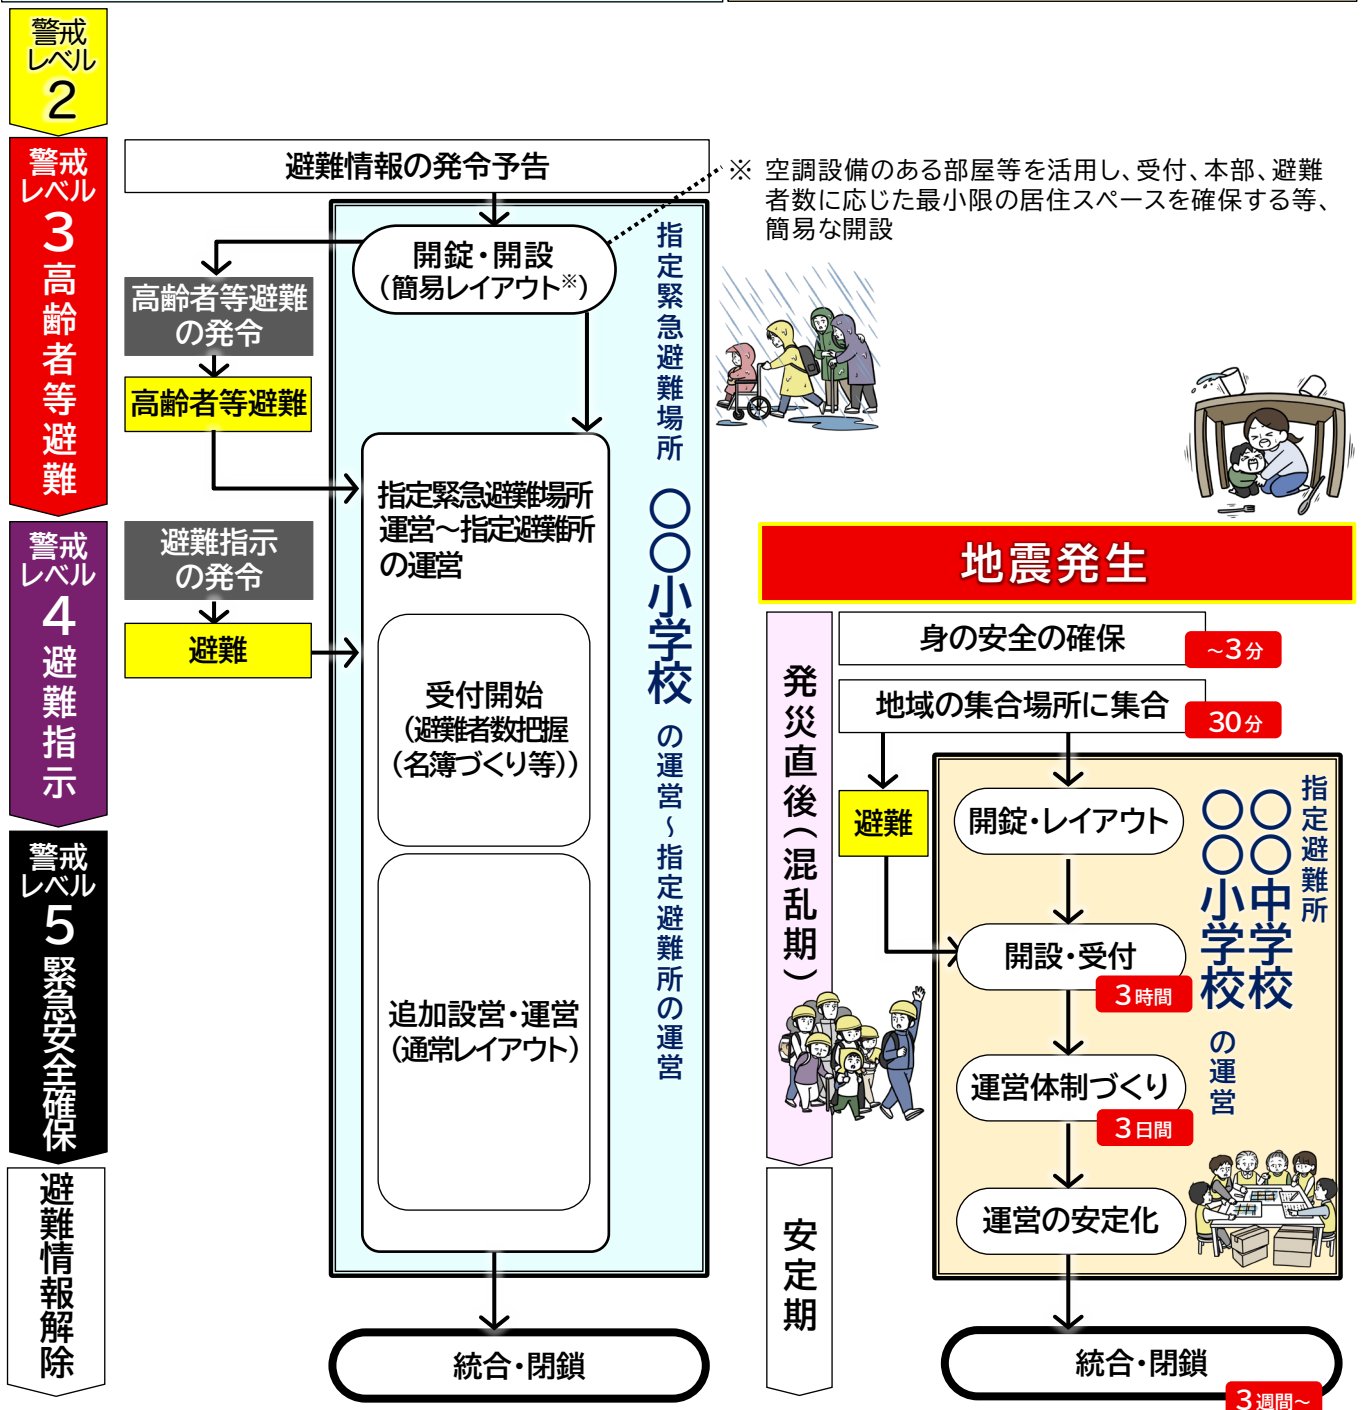 警戒
レベル
2
警戒
レベル
3
高齢者等避難
警戒
レベル
4
避難指示
警戒
レベル
5
緊急安全確保
避難情報解除
避難情報の発令予告
開錠・開設
（簡易レイアウト※）
※ 空調設備のある部屋等を活用し、受付、本部、避難
者数に応じた最小限の居住スペースを確保する等、
簡易な開設
高齢者等避難
の発令
高齢者等避難
避難指示
の発令
避難
指定緊急避難場所
運営～指定避難所
の運営
受付開始
（避難者数把握
（名簿づくり等））
追加設営・運営
（通常レイアウト）
指定緊急避難場所 〇〇小学校 の運営～指定避難所の運営
統合・閉鎖
地震発生
発災直後（混乱期）
安定期
身の安全の確保
～3分
地域の集合場所に集合
30分
避難
開錠・レイアウト
開設・受付
3時間
運営体制づくり
3日間
運営の安定化
指定避難所
〇〇中学校
〇〇小学校 の運営
統合・閉鎖
3週間～